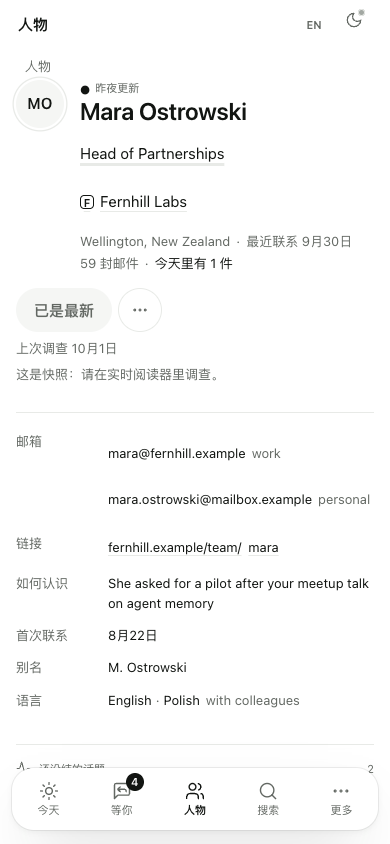 人物
EN
人物
MO
昨夜更新
Mara Ostrowski
Head of Partnerships
F Fernhill Labs
Wellington, New Zealand · 最近联系 9月30日
59 封邮件 · 今天里有 1 件
已是最新
上次调查 10月1日
这是快照：请在实时阅读器里调查。
邮箱
mara@fernhill.example work
mara.ostrowski@mailbox.example personal
链接
fernhill.example/team/ mara
如何认识
She asked for a pilot after your meetup talk
on agent memory
首次联系
8月22日
别名
M. Ostrowski
语言
English · Polish with colleagues
2
4
今天
等你
人物
搜索
更多